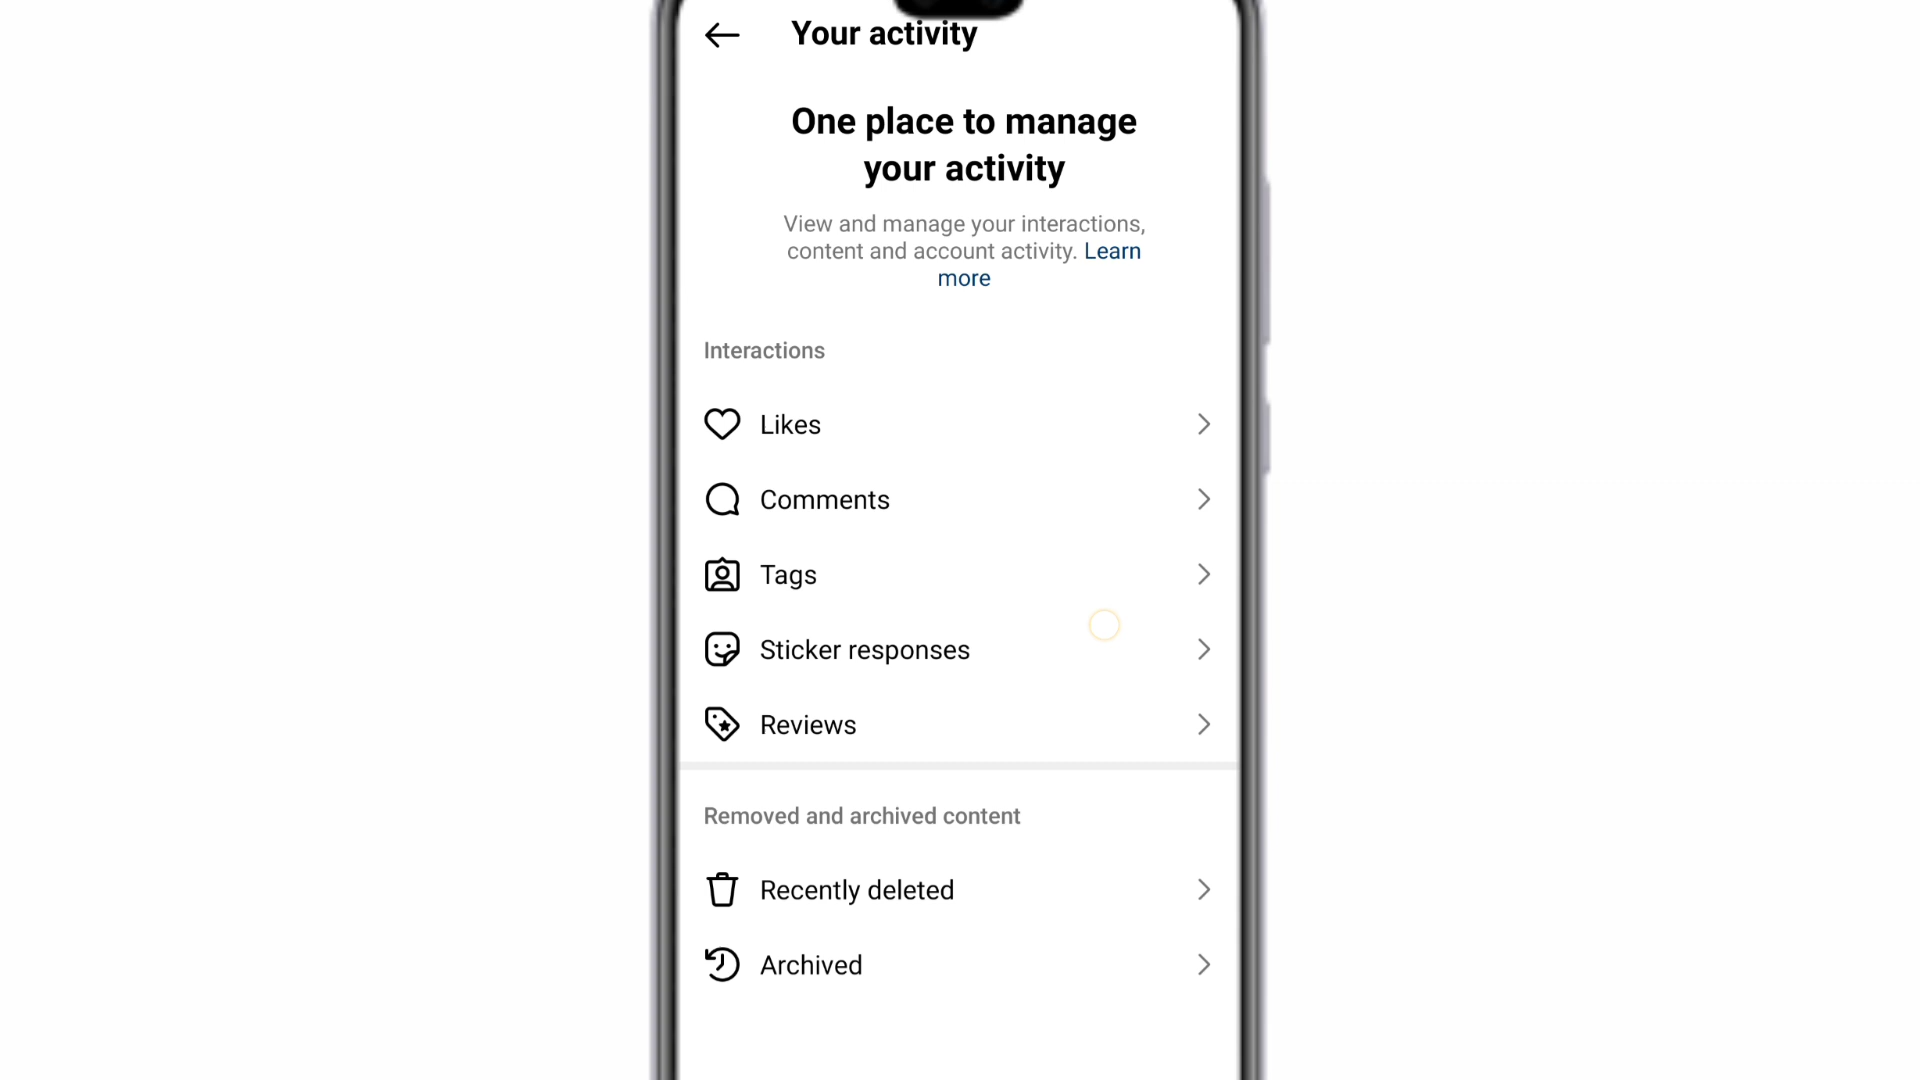 Your activity
One place to manage
your activity
View and manage your interactions,
content and account activity. Learn
more
Interactions
Likes
Comments
Tags
Sticker responses
Reviews
Removed and archived content
Recently deleted
Archived